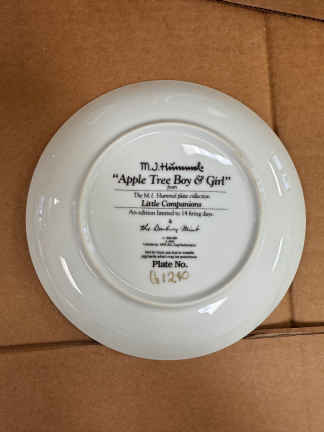 M.J. Hummel
"Apple Tree Boy & Girl"
from
The M.I. Hummel plate collection
Little Companions
An edition limited to 14 firing days.
The Danbury Mint
Plate No.
G1240